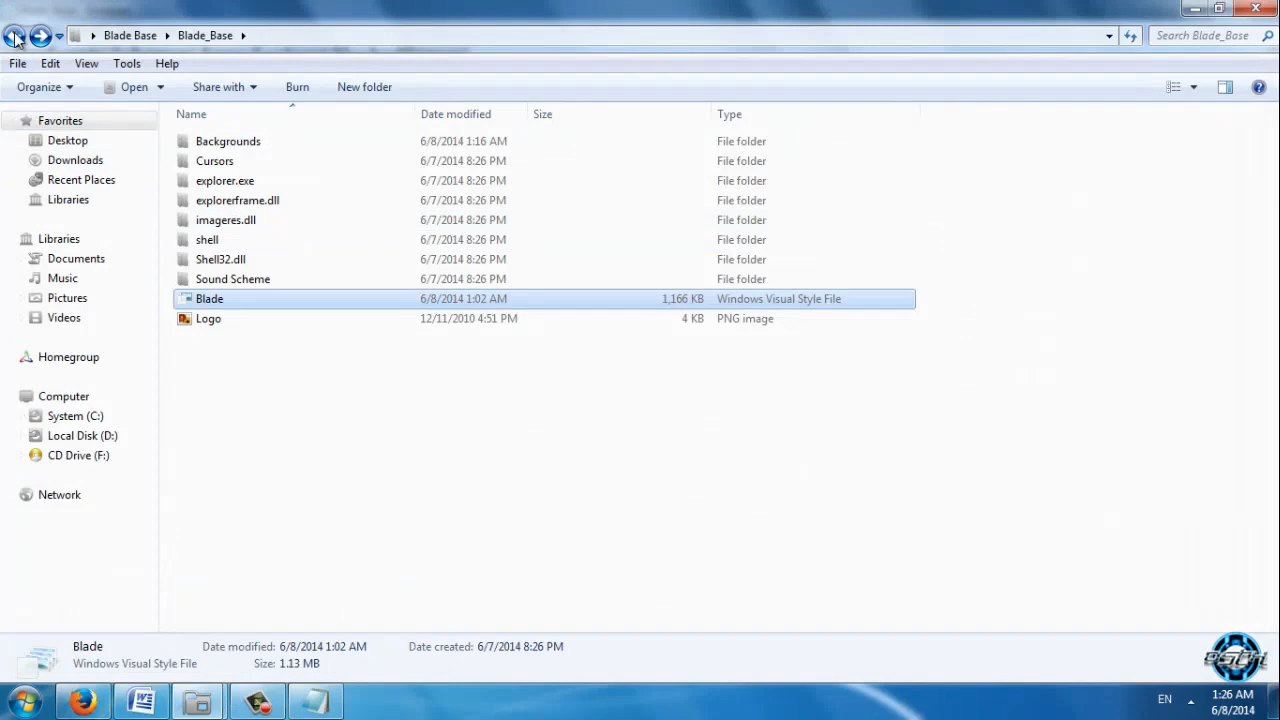 Blade Base Blade_Base Search Blade_Base
File Edit View Tools Help
Organize Open Share with Burn New folder
Name Date modified Size Type
Favorites
Desktop
Downloads
Recent Places
Libraries
Libraries
Documents
Music
Pictures
Videos
Homegroup
Computer
System (C:)
Local Disk (D:)
CD Drive (F:)
Network
Backgrounds 6/8/2014 1:16 AM File folder
Cursors 6/7/2014 8:26 PM File folder
explorer.exe 6/7/2014 8:26 PM File folder
explorerframe.dll 6/7/2014 8:26 PM File folder
imageres.dll 6/7/2014 8:26 PM File folder
shell 6/7/2014 8:26 PM File folder
Shell32.dll 6/7/2014 8:26 PM File folder
Sound Scheme 6/7/2014 8:26 PM File folder
Blade 6/8/2014 1:02 AM 1,166 KB Windows Visual Style File
Logo 12/11/2010 4:51 PM 4 KB PNG image
Blade Date modified: 6/8/2014 1:02 AM Date created: 6/7/2014 8:26 PM
Windows Visual Style File Size: 1.13 MB
EN 1:26 AM
6/8/2014